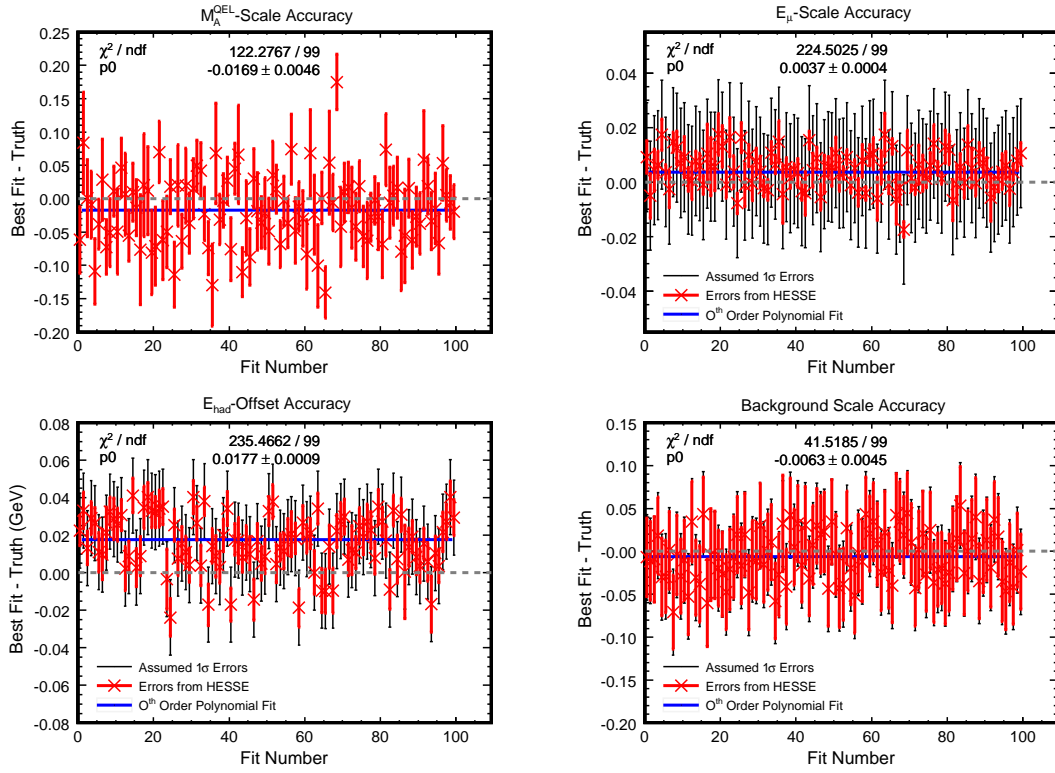 M_A^QEL-Scale Accuracy
χ² / ndf 122.2767 / 99
p0 -0.0169 ± 0.0046
Best Fit - Truth
0.25
0.20
0.15
0.10
0.05
0.00
-0.05
-0.10
-0.15
-0.20
0 20 40 60 80 100
Fit Number
E_μ-Scale Accuracy
χ² / ndf 224.5025 / 99
p0 0.0037 ± 0.0004
Best Fit - Truth
0.04
0.02
0.00
-0.02
-0.04
Assumed 1σ Errors
Errors from HESSE
O^th Order Polynomial Fit
0 20 40 60 80 100
Fit Number
E_had-Offset Accuracy
χ² / ndf 235.4662 / 99
p0 0.0177 ± 0.0009
Best Fit - Truth (GeV)
0.08
0.06
0.04
0.02
0.00
-0.02
-0.04
-0.06
-0.08
Assumed 1σ Errors
Errors from HESSE
O^th Order Polynomial Fit
0 20 40 60 80 100
Fit Number
Background Scale Accuracy
χ² / ndf 41.5185 / 99
p0 -0.0063 ± 0.0045
Best Fit - Truth
0.15
0.10
0.05
-0.00
-0.05
-0.10
-0.15
-0.20
Assumed 1σ Errors
Errors from HESSE
O^th Order Polynomial Fit
0 20 40 60 80 100
Fit Number